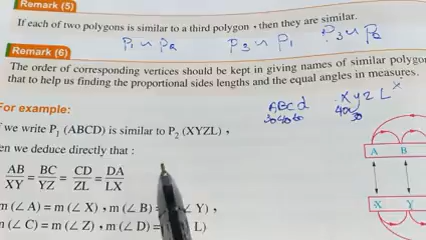 Remark (5)
If each of two polygons is similar to a third polygon, then they are similar.
P₁ ~ P₂ P₃ ~ P₁ P₃ ~ P₂
Remark (6)
The order of corresponding vertices should be kept in giving names of similar polygon
that to help us finding the proportional sides lengths and the equal angles in measures.
For example:
f we write P₁ (ABCD) is similar to P₂ (XYZL) ,
en we deduce directly that :
AB/XY = BC/YZ = CD/ZL = DA/LX
m (∠ A) = m (∠ X) , m (∠ B) = Y) ,
n (∠ C) = m (∠ Z) , m (∠ D) = L)
ABCd XyzL x
A B
X Y